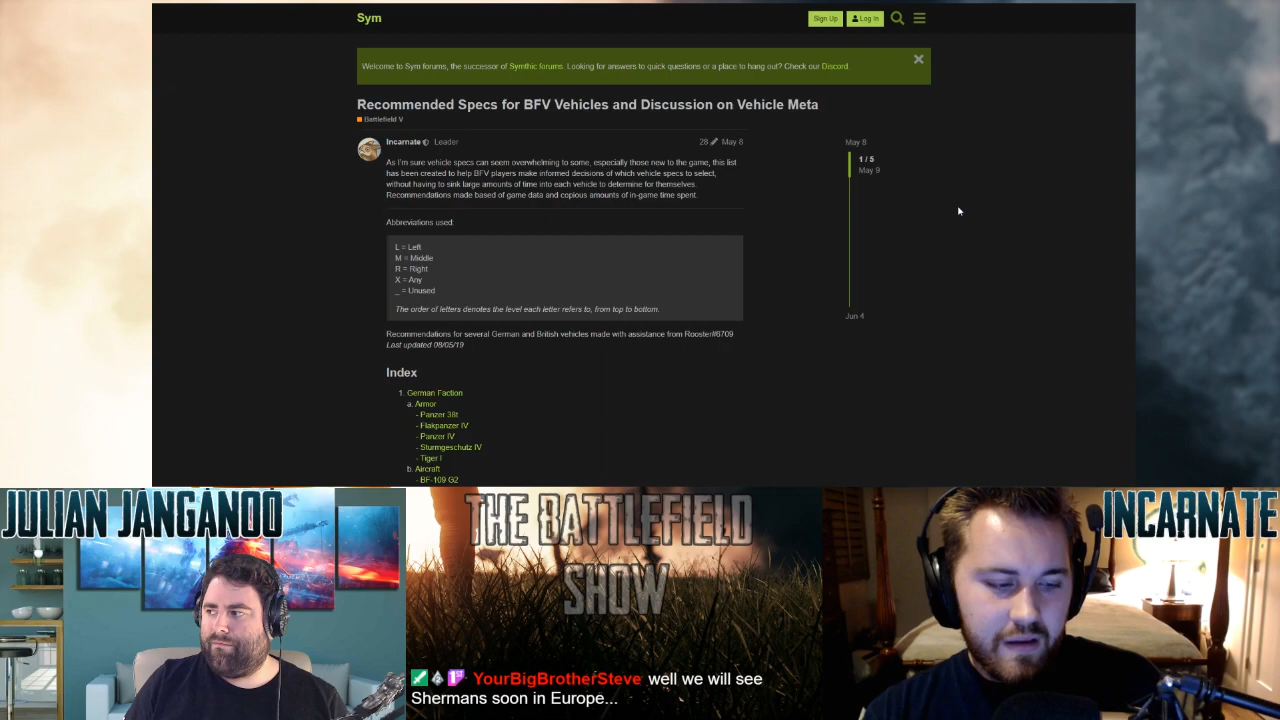 Sym
Sign Up
Log In
Welcome to Sym forums, the successor of Symthic forums. Looking for answers to quick questions or a place to hang out? Check our Discord.
Recommended Specs for BFV Vehicles and Discussion on Vehicle Meta
Battlefield V
Incarnate Leader 28 May 8
As I'm sure vehicle specs can seem overwhelming to some, especially those new to the game, this list
has been created to help BFV players make informed decisions of which vehicle specs to select,
without having to sink large amounts of time into each vehicle to determine for themselves.
Recommendations made based of game data and copious amounts of in-game time spent.
Abbreviations used:
L = Left
M = Middle
R = Right
X = Any
_ = Unused
The order of letters denotes the level each letter refers to, from top to bottom.
Recommendations for several German and British vehicles made with assistance from Rooster#6709
Last updated 08/05/19
Index
1. German Faction
a. Armor
- Panzer 38t
- Flakpanzer IV
- Panzer IV
- Sturmgeschutz IV
- Tiger I
b. Aircraft
- BF-109 G2
May 8
1 / 5
May 9
Jun 4
JULIAN JANGANOO
THE BATTLEFIELD
SHOW
INCARNATE
YourBigBrotherSteve well we will see
Shermans soon in Europe...